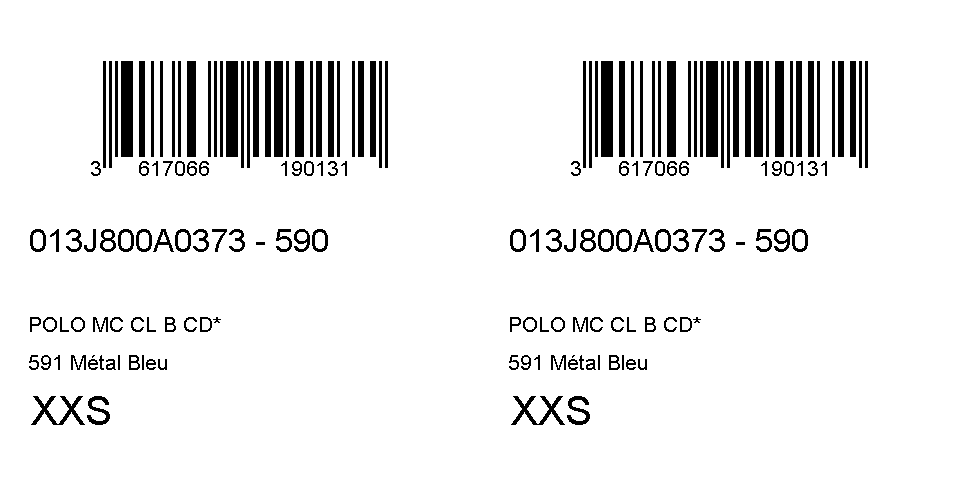 3 617066 190131
013J800A0373 - 590
POLO MC CL B CD*
591 Métal Bleu
XXS
3 617066 190131
013J800A0373 - 590
POLO MC CL B CD*
591 Métal Bleu
XXS